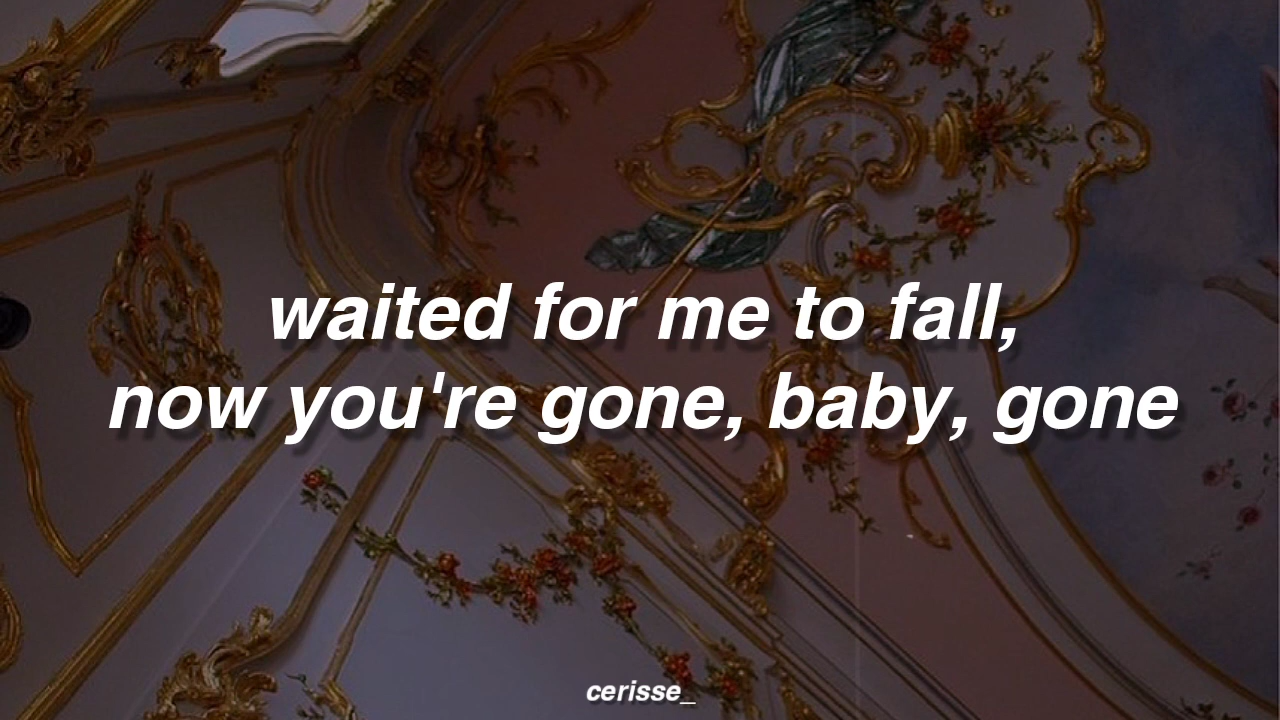 waited for me to fall,
now you're gone, baby, gone
cerisse_